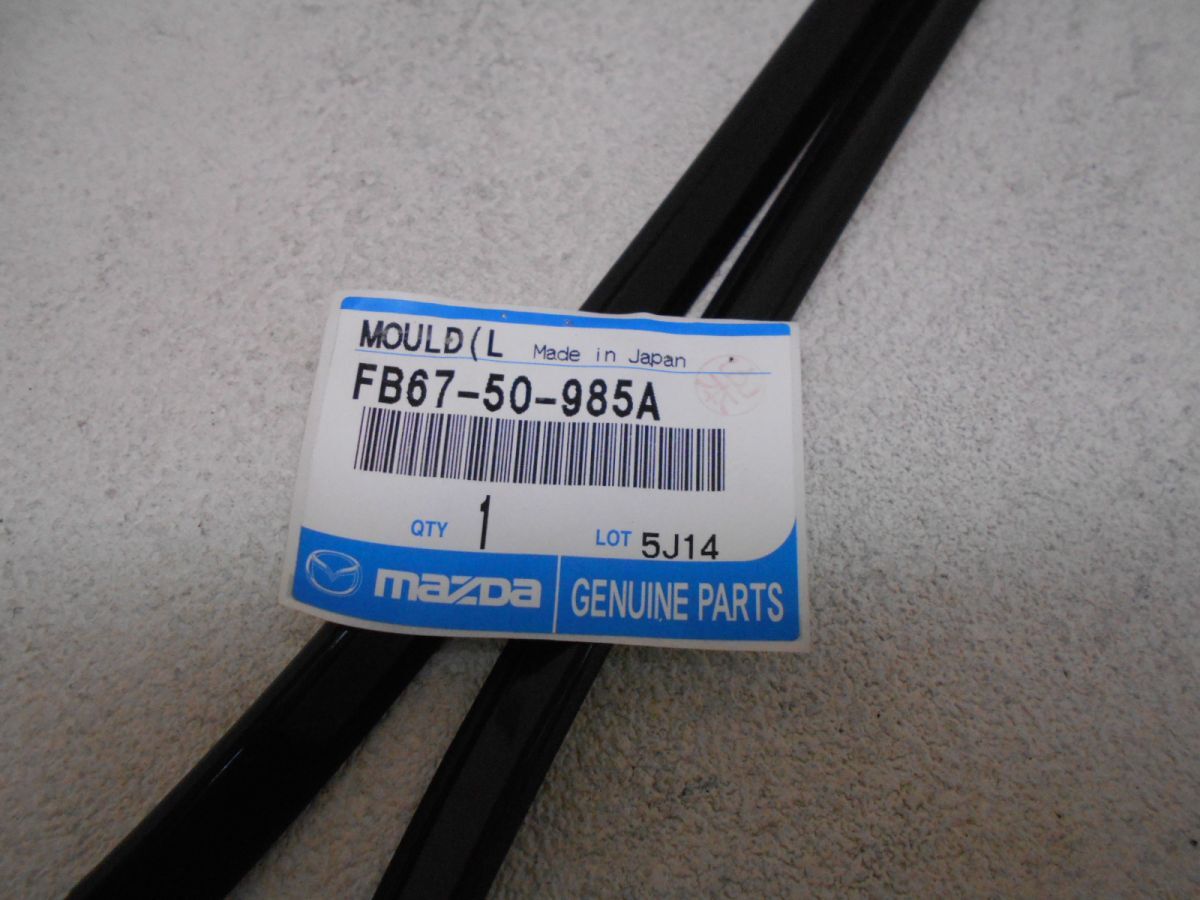 MOULD(L Made in Japan
FB67-50-985A
QTY 1 LOT 5J14
mazda GENUINE PARTS